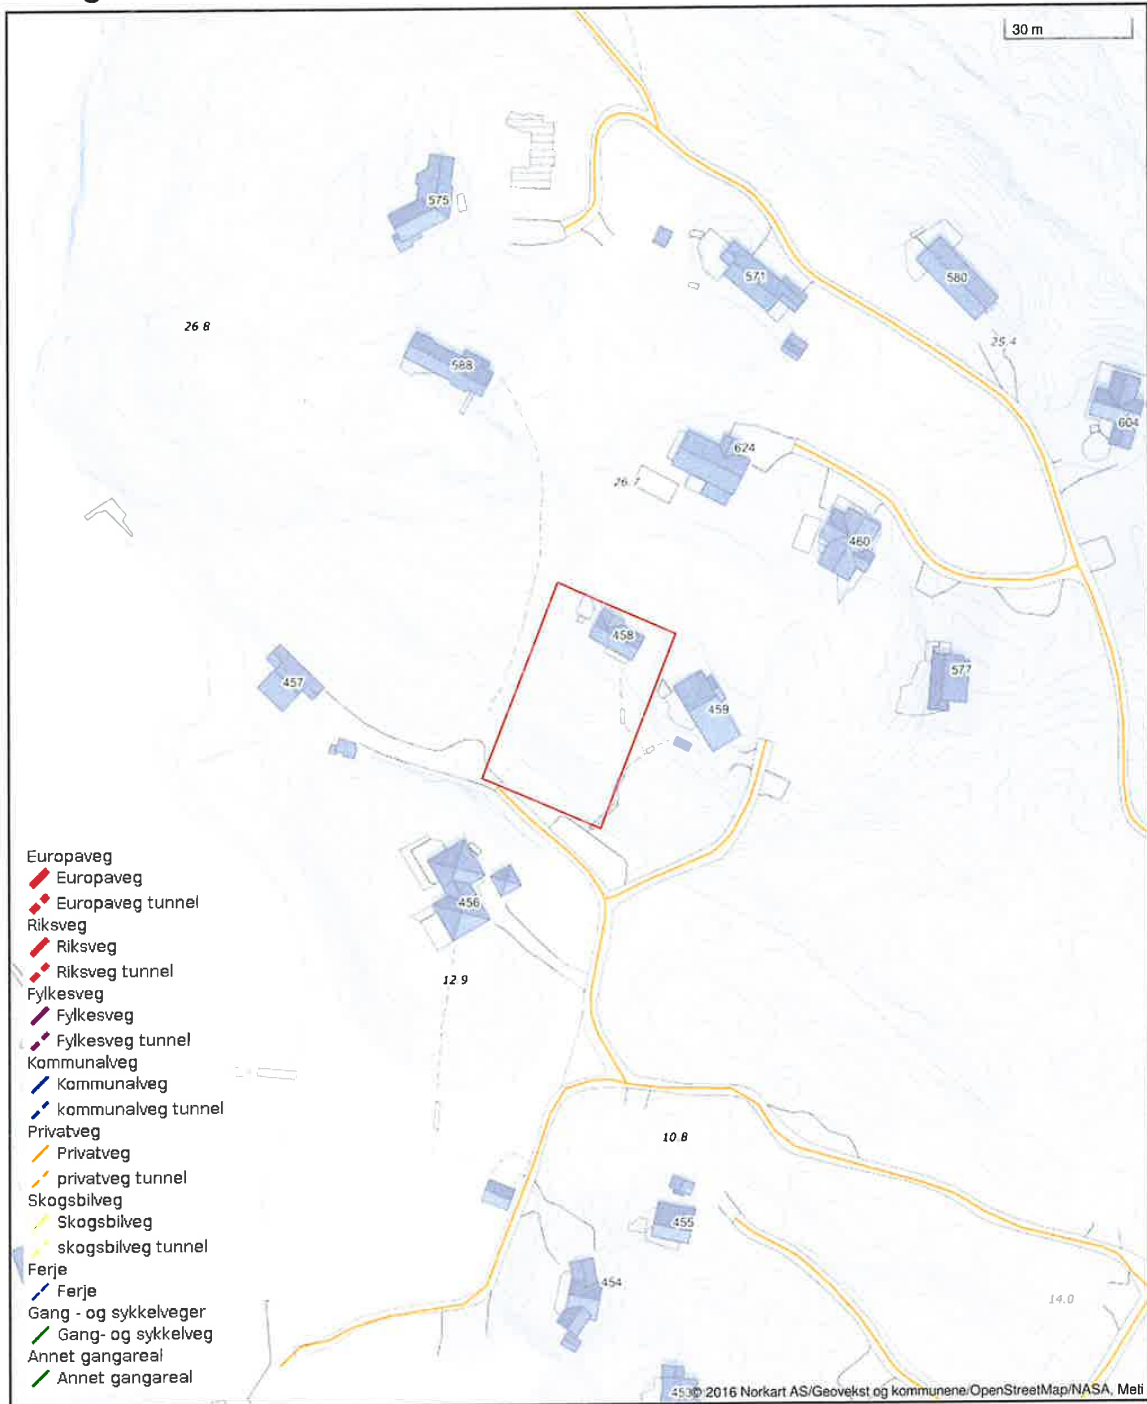 30 m
575
571
580
26 8
25.4
588
604
624
26.7
460
458
577
457
459
456
12.9
10 8
455
454
14.0
Europaveg
Europaveg
Europaveg tunnel
Riksveg
Riksveg
Riksveg tunnel
Fylkesveg
Fylkesveg
Fylkesveg tunnel
Kommunalveg
Kommunalveg
kommunalveg tunnel
Privatveg
Privatveg
privatveg tunnel
Skogsbilveg
Skogsbilveg
skogsbilveg tunnel
Ferje
Ferje
Gang - og sykkelveger
Gang- og sykkelveg
Annet gangareal
Annet gangareal
453© 2016 Norkart AS/Geovekst og kommunene/OpenStreetMap/NASA, Meti